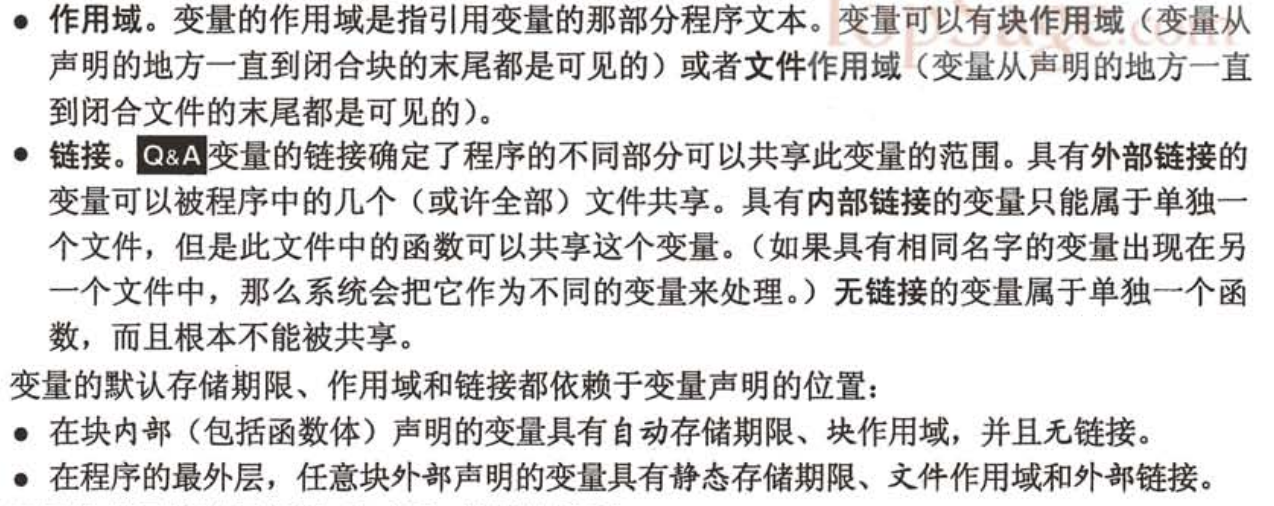 ● 作用域。变量的作用域是指引用变量的那部分程序文本。变量可以有块作用域（变量从
声明的地方一直到闭合块的末尾都是可见的）或者文件作用域（变量从声明的地方一直
到闭合文件的末尾都是可见的）。
● 链接。Q&A 变量的链接确定了程序的不同部分可以共享此变量的范围。具有外部链接的
变量可以被程序中的几个（或许全部）文件共享。具有内部链接的变量只能属于单独一
个文件，但是此文件中的函数可以共享这个变量。（如果具有相同名字的变量出现在另
一个文件中，那么系统会把它作为不同的变量来处理。）无链接的变量属于单独一个函
数，而且根本不能被共享。
变量的默认存储期限、作用域和链接都依赖于变量声明的位置：
● 在块内部（包括函数体）声明的变量具有自动存储期限、块作用域，并且无链接。
● 在程序的最外层，任意块外部声明的变量具有静态存储期限、文件作用域和外部链接。